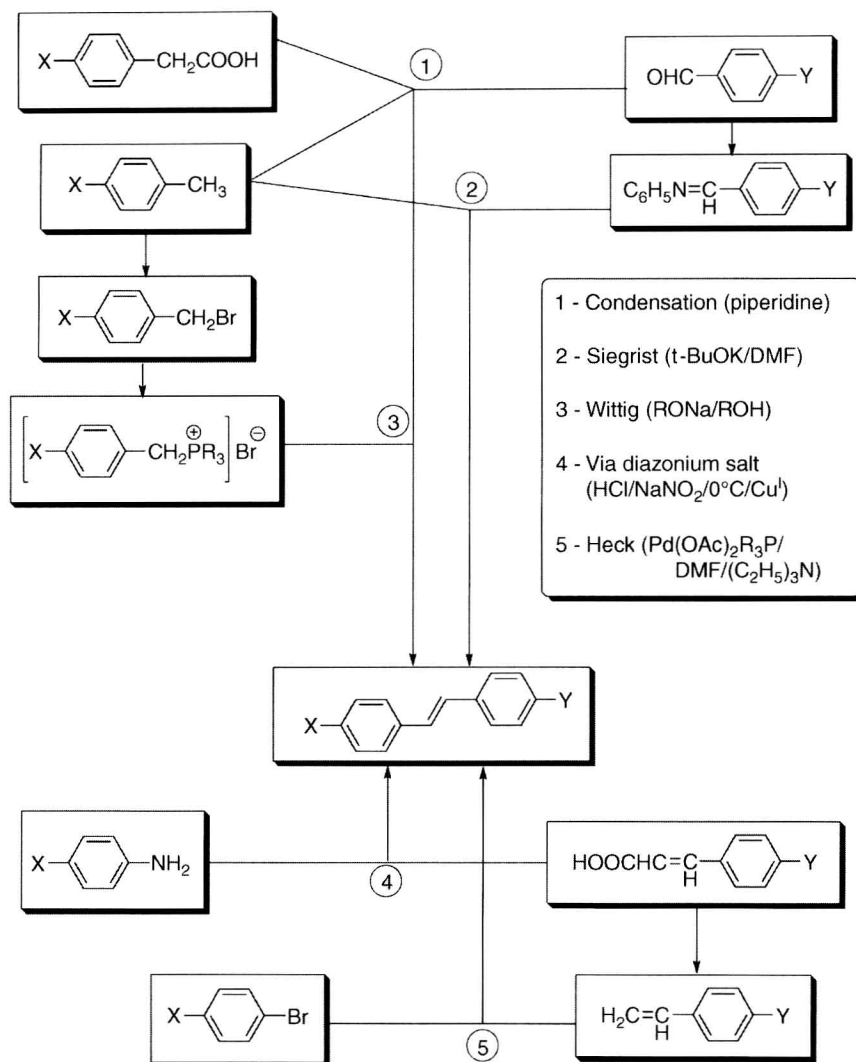 X CH₂COOH
1
OHC Y
X CH₃
2
C₆H₅N=C Y
H
X CH₂Br
1 - Condensation (piperidine)
2 - Siegrist (t-BuOK/DMF)
3 - Wittig (RONa/ROH)
4 - Via diazonium salt
(HCl/NaNO₂/0°C/Cuᴵ)
5 - Heck (Pd(OAc)₂R₃P/
DMF/(C₂H₅)₃N)
3
[X CH₂P⊕R₃] Br⊖
X Y
X NH₂
4
HOOCHC=C Y
H
X Br
5
H₂C=C Y
H